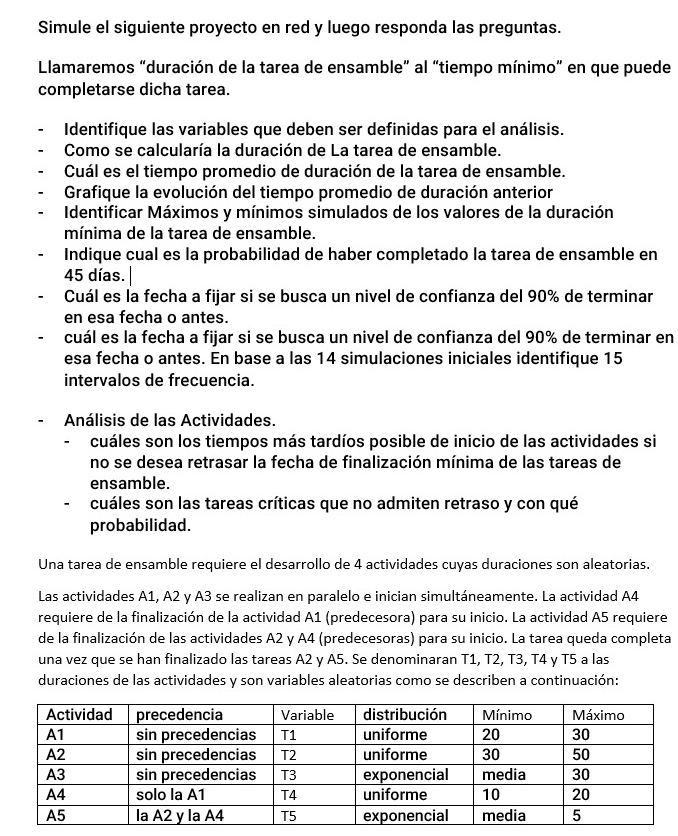 Simule el siguiente proyecto en red y luego responda las preguntas.
Llamaremos “duración de la tarea de ensamble” al “tiempo mínimo” en que puede
completarse dicha tarea.
- Identifique las variables que deben ser definidas para el análisis.
- Como se calcularía la duración de La tarea de ensamble.
- Cuál es el tiempo promedio de duración de la tarea de ensamble.
- Grafique la evolución del tiempo promedio de duración anterior
- Identificar Máximos y mínimos simulados de los valores de la duración
mínima de la tarea de ensamble.
- Indique cual es la probabilidad de haber completado la tarea de ensamble en
45 días.
- Cuál es la fecha a fijar si se busca un nivel de confianza del 90% de terminar
en esa fecha o antes.
- cuál es la fecha a fijar si se busca un nivel de confianza del 90% de terminar en
esa fecha o antes. En base a las 14 simulaciones iniciales identifique 15
intervalos de frecuencia.
- Análisis de las Actividades.
- cuáles son los tiempos más tardíos posible de inicio de las actividades si
no se desea retrasar la fecha de finalización mínima de las tareas de
ensamble.
- cuáles son las tareas críticas que no admiten retraso y con qué
probabilidad.
Una tarea de ensamble requiere el desarrollo de 4 actividades cuyas duraciones son aleatorias.
Las actividades A1, A2 y A3 se realizan en paralelo e inician simultáneamente. La actividad A4
requiere de la finalización de la actividad A1 (predecesora) para su inicio. La actividad A5 requiere
de la finalización de las actividades A2 y A4 (predecesoras) para su inicio. La tarea queda completa
una vez que se han finalizado las tareas A2 y A5. Se denominaran T1, T2, T3, T4 y T5 a las
duraciones de las actividades y son variables aleatorias como se describen a continuación:
Actividad precedencia Variable distribución Mínimo Máximo
A1 sin precedencias T1 uniforme 20 30
A2 sin precedencias T2 uniforme 30 50
A3 sin precedencias T3 exponencial media 30
A4 solo la A1 T4 uniforme 10 20
A5 la A2 y la A4 T5 exponencial media 5